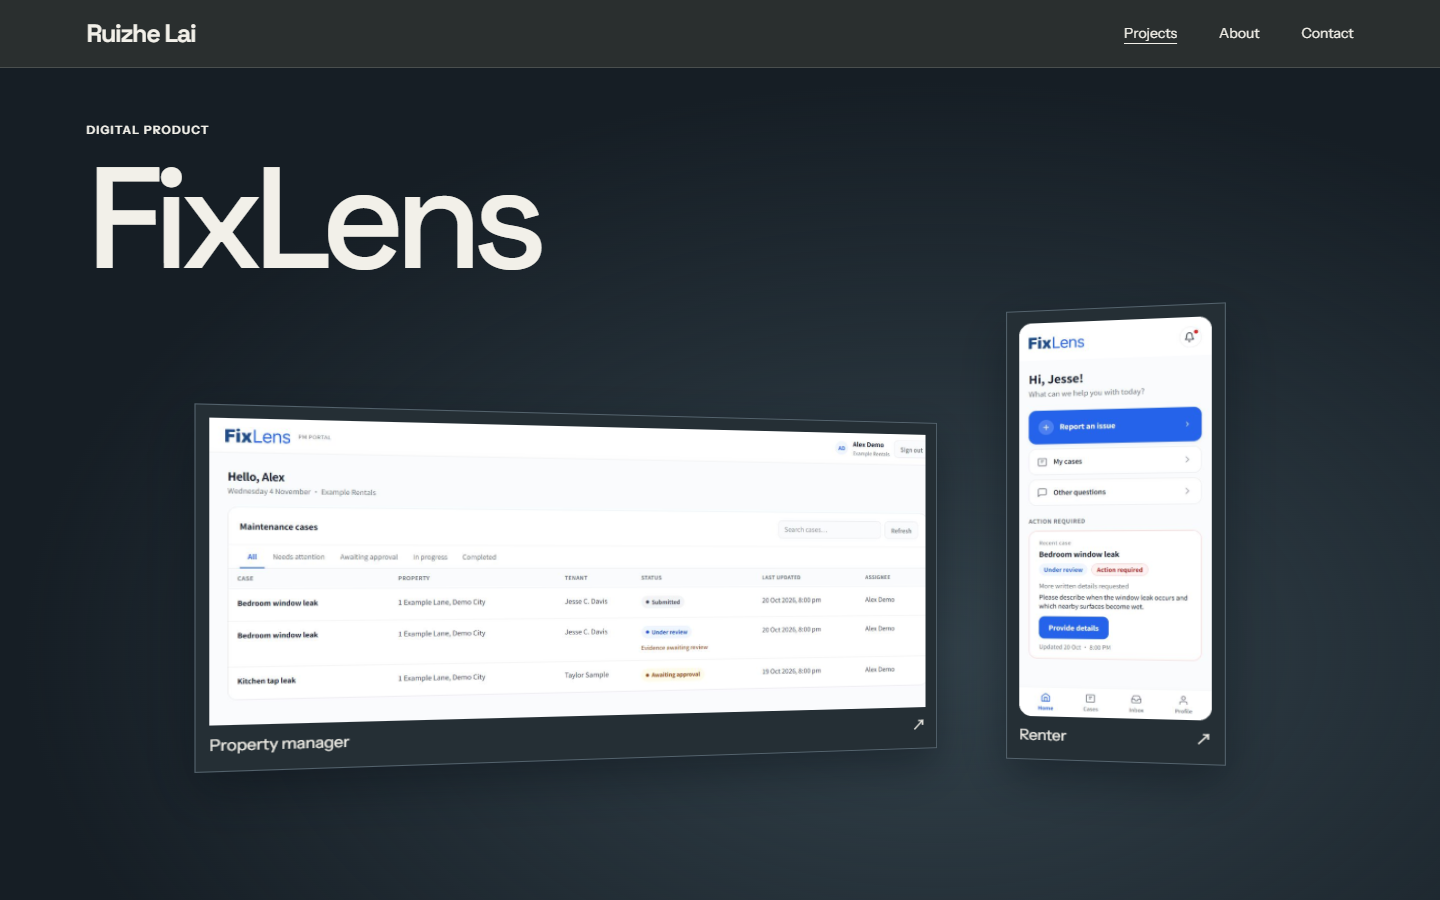 Ruizhe Lai
Projects
About
Contact
DIGITAL PRODUCT
FixLens
FixLens PM PORTAL
AD
Alex Demo
Example Rentals
Sign out
Hello, Alex
Wednesday 4 November • Example Rentals
Maintenance cases
Search cases...
Refresh
All
Needs attention
Awaiting approval
In progress
Completed
CASE PROPERTY TENANT STATUS LAST UPDATED ASSIGNEE
Bedroom window leak 1 Example Lane, Demo City Jesse C. Davis Submitted 20 Oct 2026, 8:00 pm Alex Demo
Bedroom window leak 1 Example Lane, Demo City Jesse C. Davis Under review 20 Oct 2026, 8:00 pm Alex Demo
Evidence awaiting review
Kitchen tap leak 1 Example Lane, Demo City Taylor Sample Awaiting approval 19 Oct 2026, 8:00 pm Alex Demo
Property manager ↗
FixLens
Hi, Jesse!
What can we help you with today?
Report an issue
My cases
Other questions
ACTION REQUIRED
Recent case
Bedroom window leak
Under review
Action required
More written details requested
Please describe when the window leak occurs and
which nearby surfaces become wet.
Provide details
Updated 20 Oct • 8:00 PM
Home
Cases
Inbox
Profile
Renter ↗